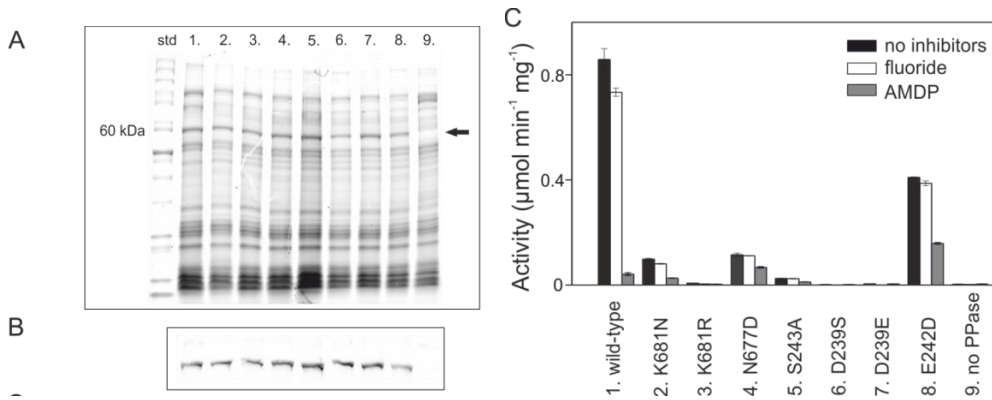 A
std 1. 2. 3. 4. 5. 6. 7. 8. 9.
60 kDa
B
C
Activity (μmol min⁻¹ mg⁻¹)
0.8
0.4
0
no inhibitors
fluoride
AMDP
1. wild-type
2. K681N
3. K681R
4. N677D
5. S243A
6. D239S
7. D239E
8. E242D
9. no PPase